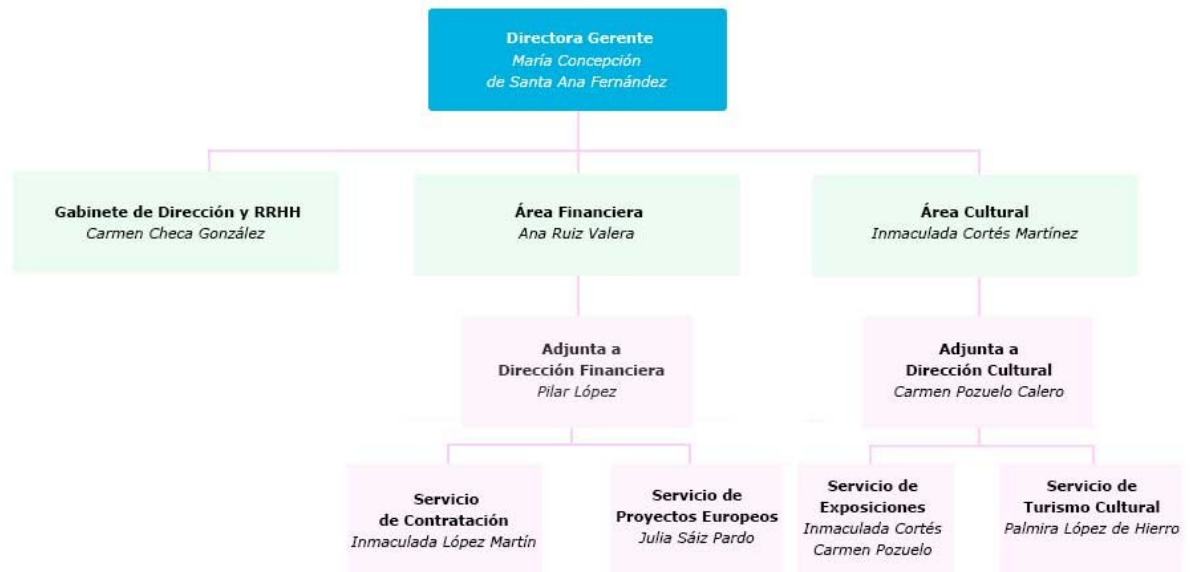 Directora Gerente
María Concepción
de Santa Ana Fernández
Gabinete de Dirección y RRHH
Carmen Checa González
Área Financiera
Ana Ruiz Valera
Área Cultural
Inmaculada Cortés Martínez
Adjunta a
Dirección Financiera
Pilar López
Adjunta a
Dirección Cultural
Carmen Pozuelo Calero
Servicio
de Contratación
Inmaculada López Martín
Servicio de
Proyectos Europeos
Julia Sáiz Pardo
Servicio de
Exposiciones
Inmaculada Cortés
Carmen Pozuelo
Servicio de
Turismo Cultural
Palmira López de Hierro